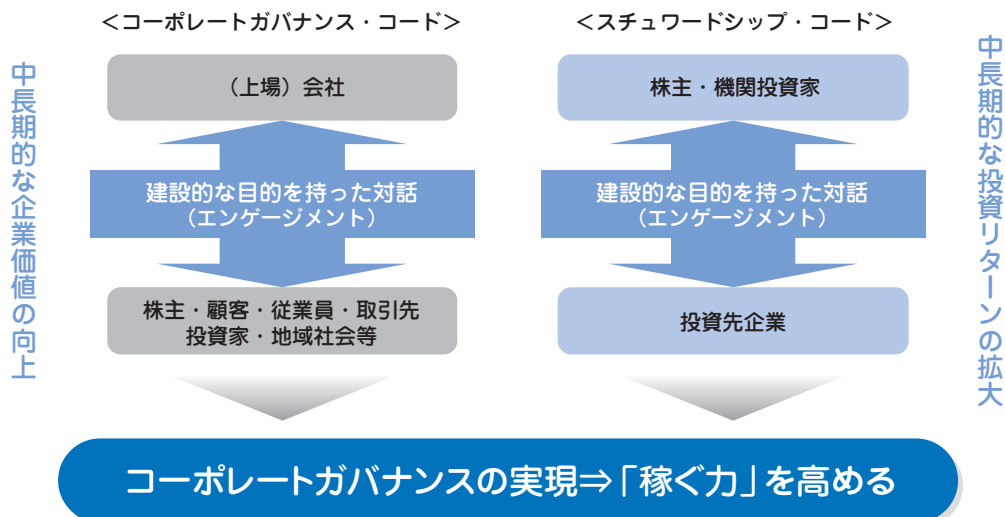 ＜コーポレートガバナンス・コード＞
（上場）会社
建設的な目的を持った対話
（エンゲージメント）
株主・顧客・従業員・取引先
投資家・地域社会等
中長期的な企業価値の向上
＜スチュワードシップ・コード＞
株主・機関投資家
建設的な目的を持った対話
（エンゲージメント）
投資先企業
中長期的な投資リターンの拡大
コーポレートガバナンスの実現⇒「稼ぐ力」を高める